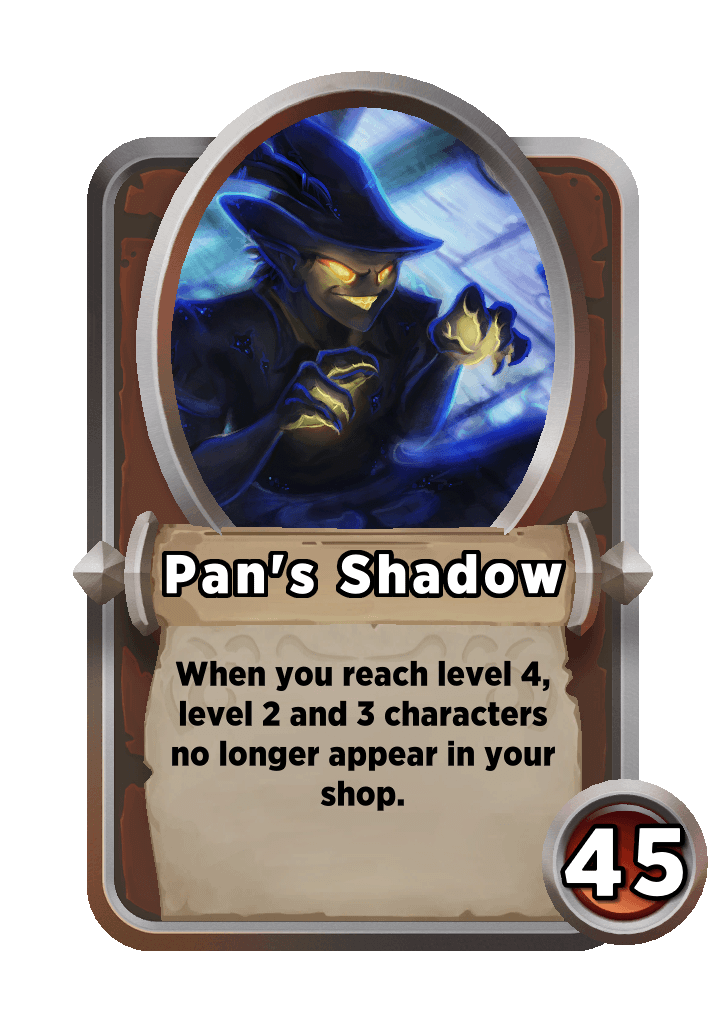 Pan's Shadow
When you reach level 4,
level 2 and 3 characters
no longer appear in your
shop.
45